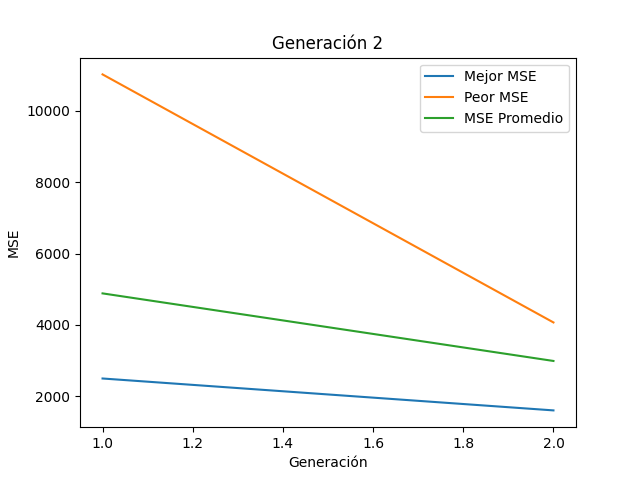 Generación 2
Mejor MSE
Peor MSE
MSE Promedio
10000
8000
6000
4000
2000
MSE
1.0 1.2 1.4 1.6 1.8 2.0
Generación